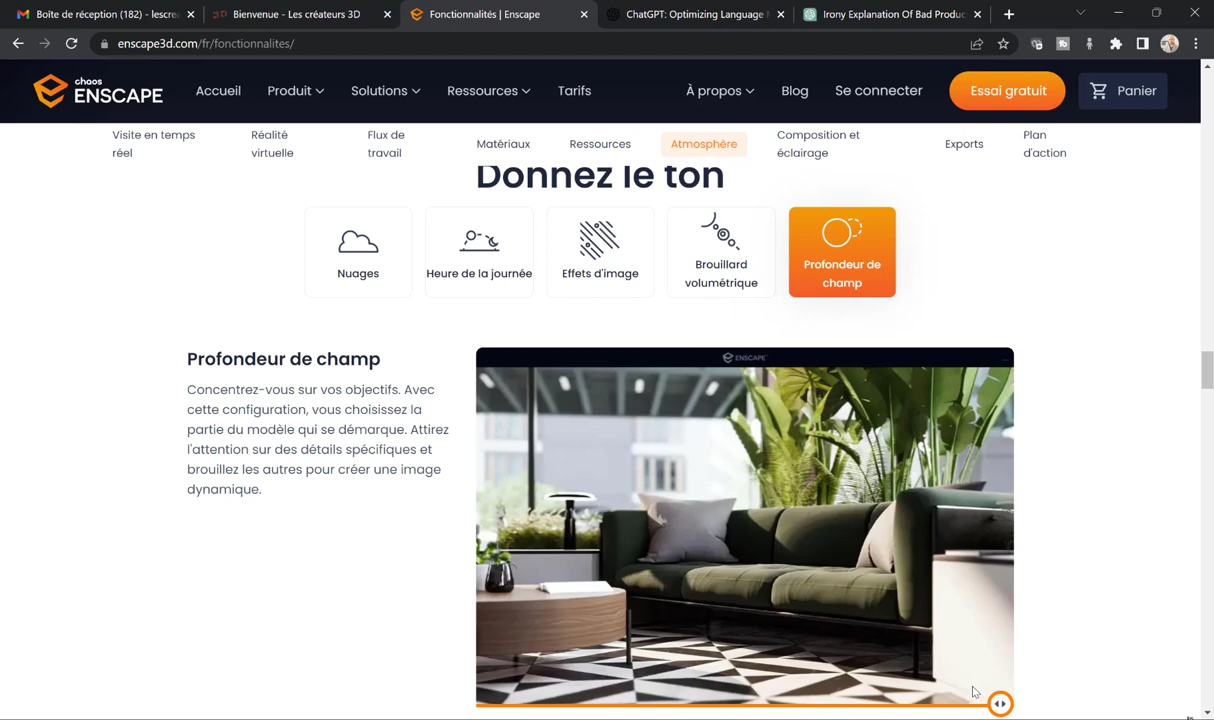 Boîte de réception (182) - lescrea
Bienvenue - Les créateurs 3D
Fonctionnalités | Enscape
ChatGPT: Optimizing Language
Irony Explanation Of Bad Produc
enscape3d.com/fr/fonctionnalites/
chaos
ENSCAPE
Accueil
Produit
Solutions
Ressources
Tarifs
À propos
Blog
Se connecter
Essai gratuit
Panier
Visite en temps
réel
Réalité
virtuelle
Flux de
travail
Matériaux
Ressources
Atmosphère
Composition et
éclairage
Exports
Plan
d'action
Donnez le ton
Nuages
Heure de la journée
Effets d'image
Brouillard
volumétrique
Profondeur de
champ
Profondeur de champ
Concentrez-vous sur vos objectifs. Avec
cette configuration, vous choisissez la
partie du modèle qui se démarque. Attirez
l'attention sur des détails spécifiques et
brouillez les autres pour créer une image
dynamique.
ENSCAPE